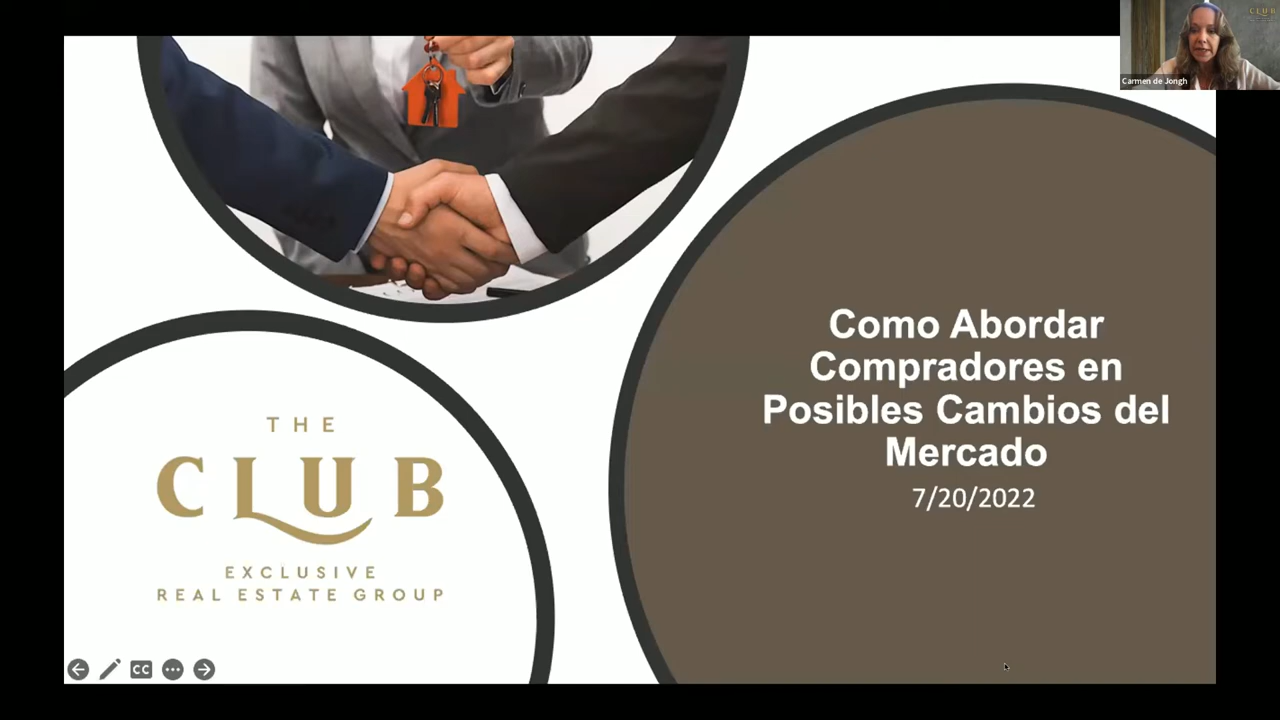 CLUB
Carmen de Jongh
Como Abordar
Compradores en
Posibles Cambios del
Mercado
7/20/2022
THE
CLUB
EXCLUSIVE
REAL ESTATE GROUP
CC